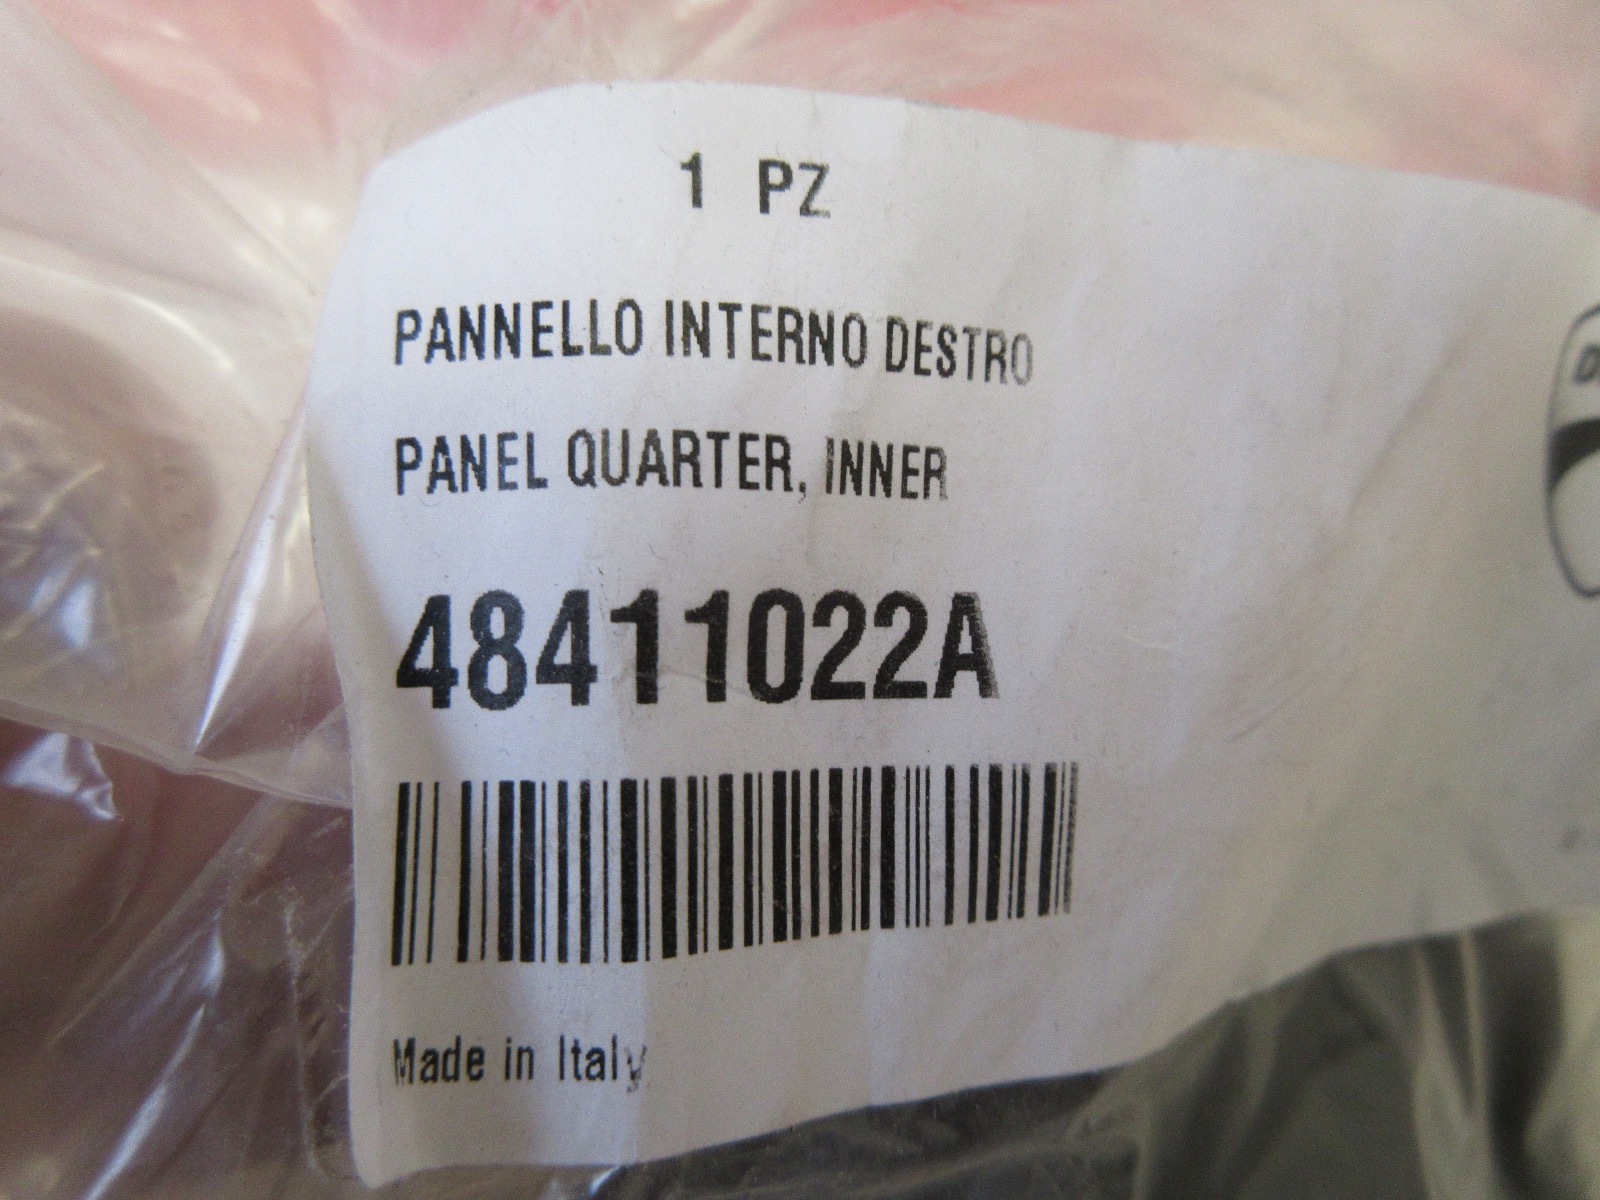 1 PZ
PANNELLO INTERNO DESTRO
PANEL QUARTER, INNER
48411022A
Made in Italy